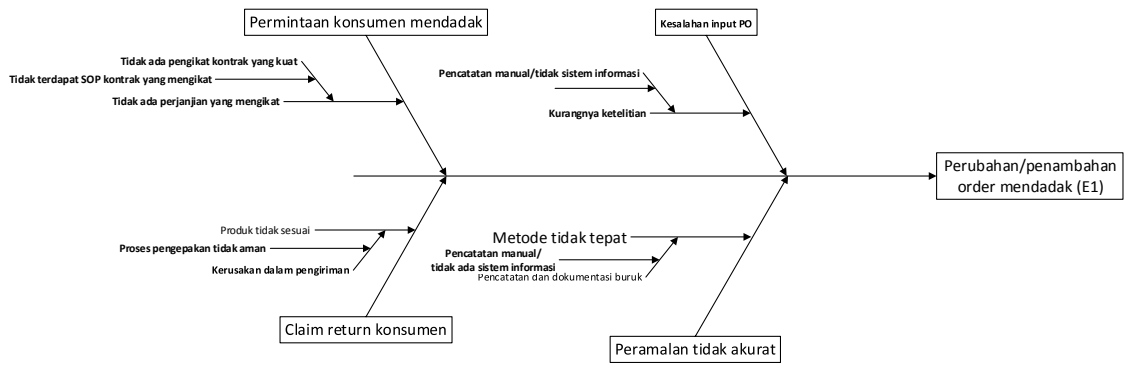 Permintaan konsumen mendadak
Kesalahan input PO
Tidak ada pengikat kontrak yang kuat
Tidak terdapat SOP kontrak yang mengikat
Tidak ada perjanjian yang mengikat
Pencatatan manual/tidak sistem informasi
Kurangnya ketelitian
Perubahan/penambahan
order mendadak (E1)
Produk tidak sesuai
Proses pengepakan tidak aman
Kerusakan dalam pengiriman
Metode tidak tepat
Pencatatan manual/
tidak ada sistem informasi
Pencatatan dan dokumentasi buruk
Claim return konsumen
Peramalan tidak akurat